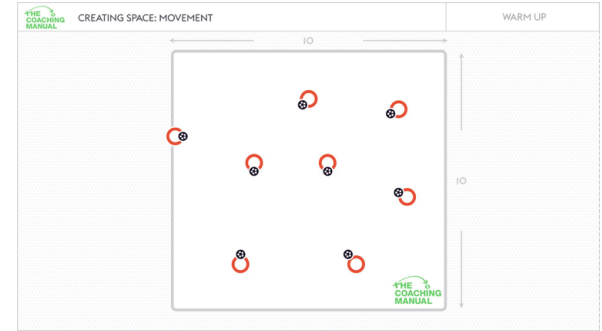 THE
COACHING
MANUAL
CREATING SPACE: MOVEMENT
WARM UP
10
10
THE
COACHING
MANUAL